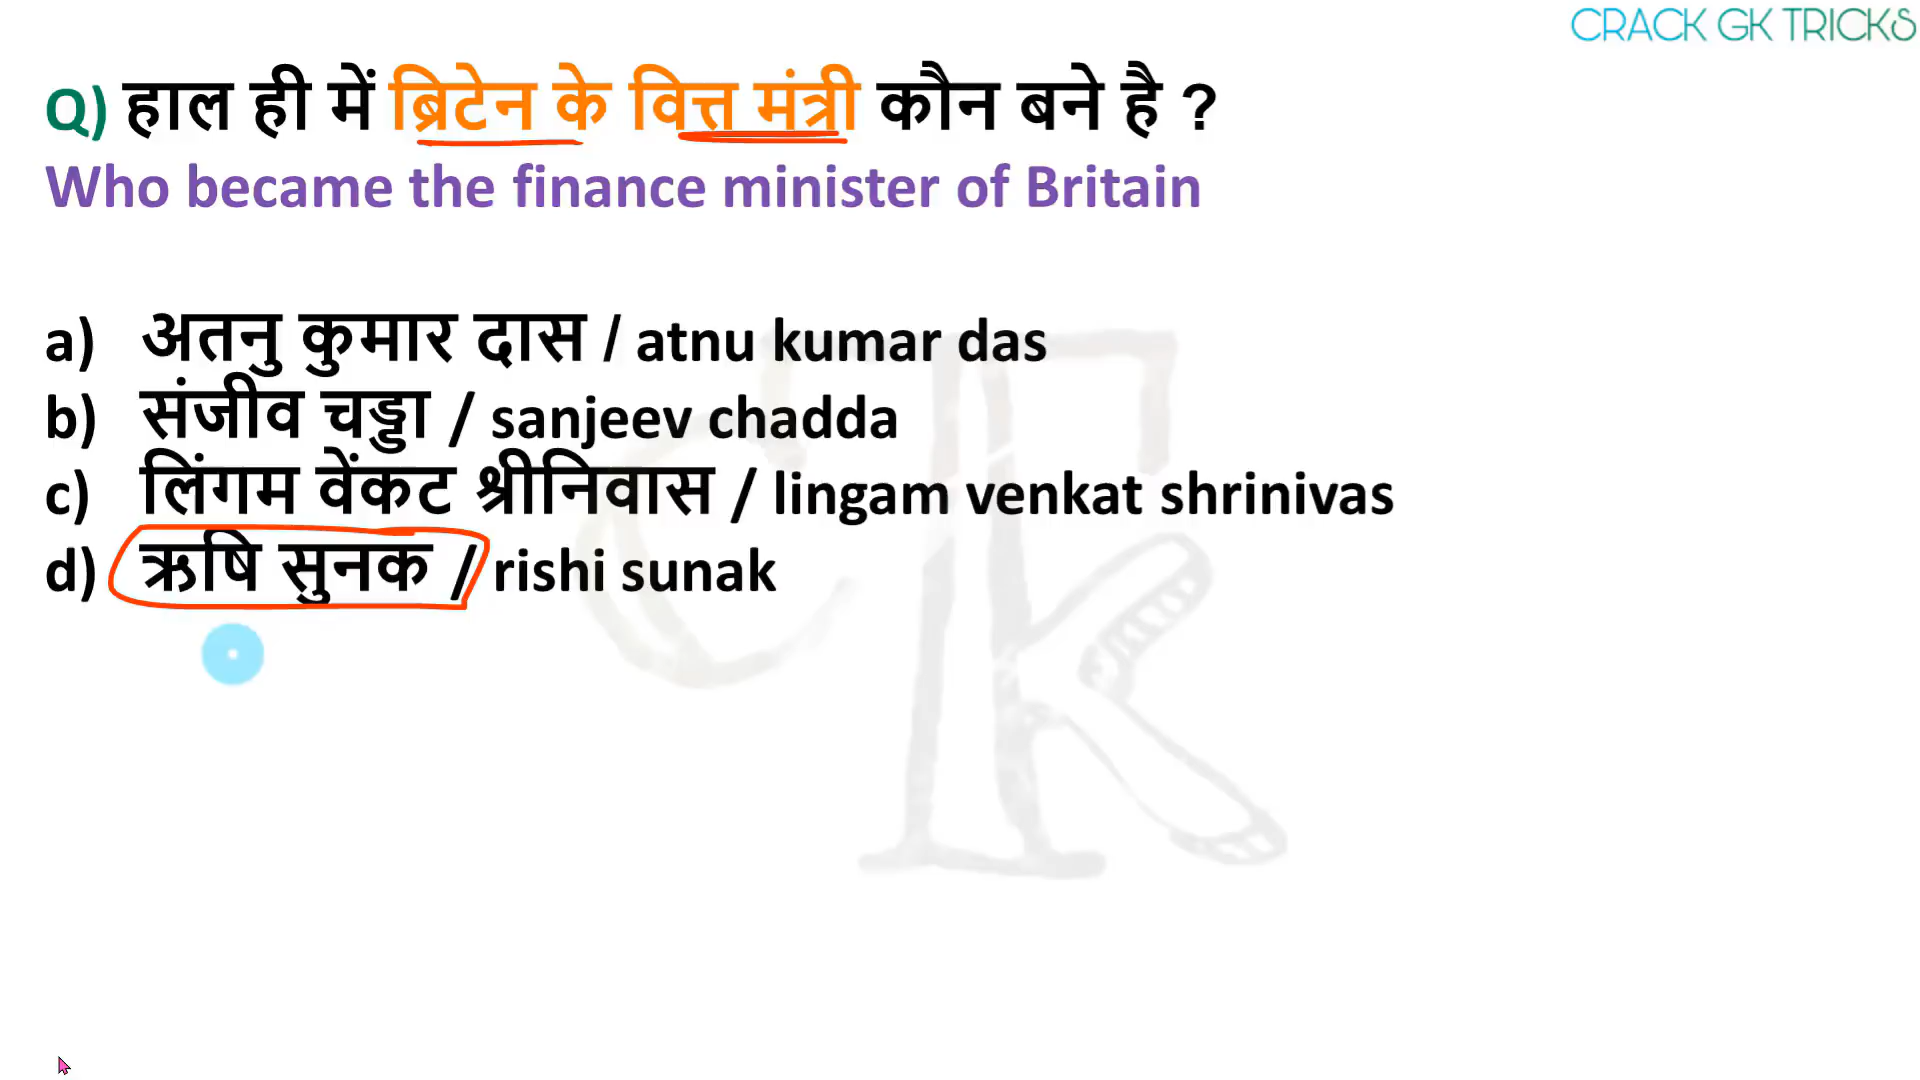 CRACK GK TRICKS
Q) हाल ही में ब्रिटेन के वित्त मंत्री कौन बने है ?
Who became the finance minister of Britain
a) अतनु कुमार दास / atnu kumar das
b) संजीव चड्डा / sanjeev chadda
c) लिंगम वेंकट श्रीनिवास / lingam venkat shrinivas
d) ऋषि सुनक / rishi sunak